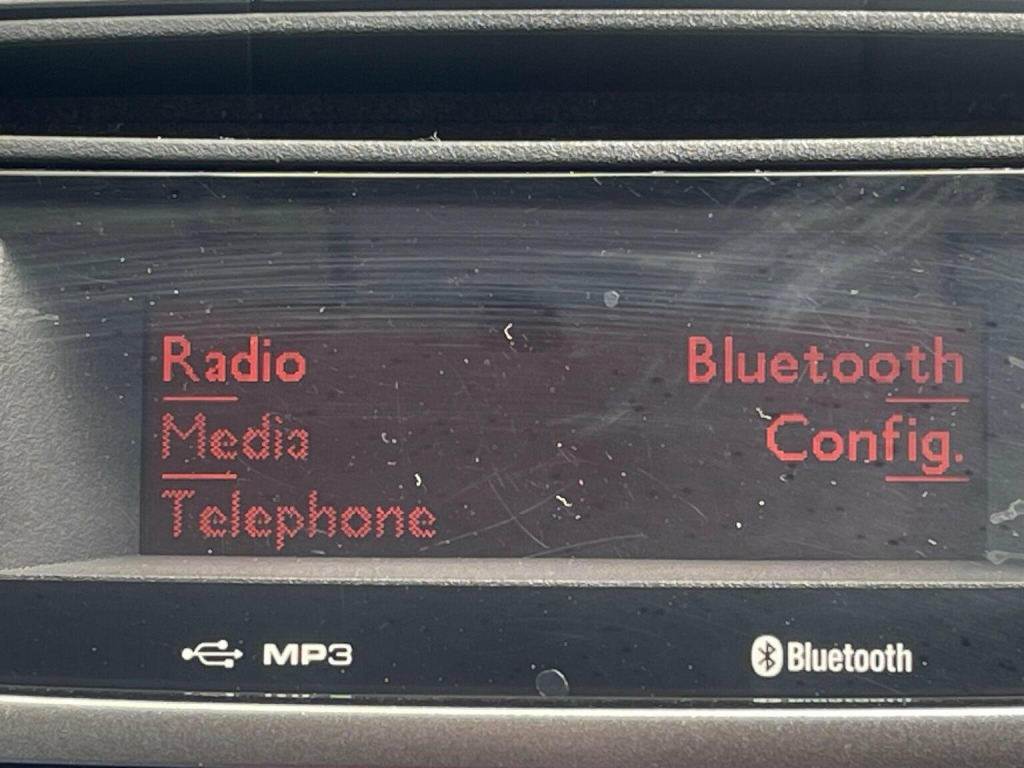 Radio
Bluetooth
Media
Config.
Telephone
MP3
Bluetooth